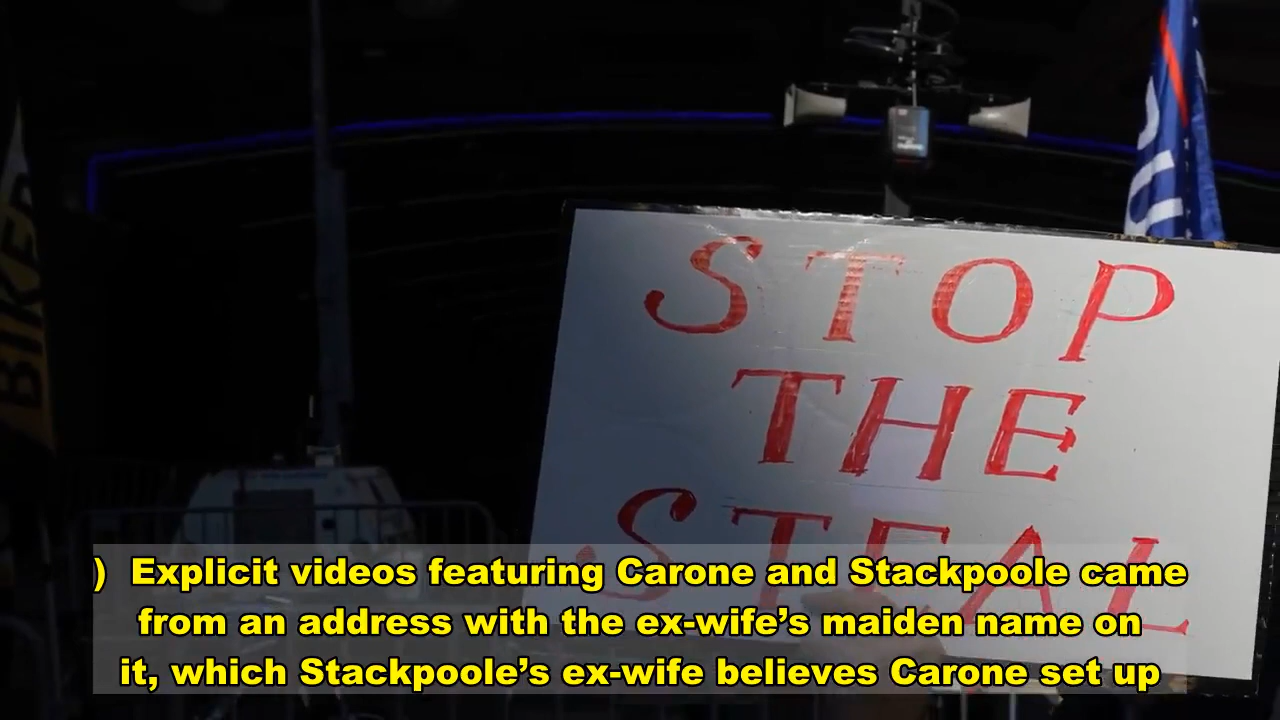 BIKE
STOP
THE
STEAL
)  Explicit videos featuring Carone and Stackpoole came
from an address with the ex-wife’s maiden name on
it, which Stackpoole’s ex-wife believes Carone set up